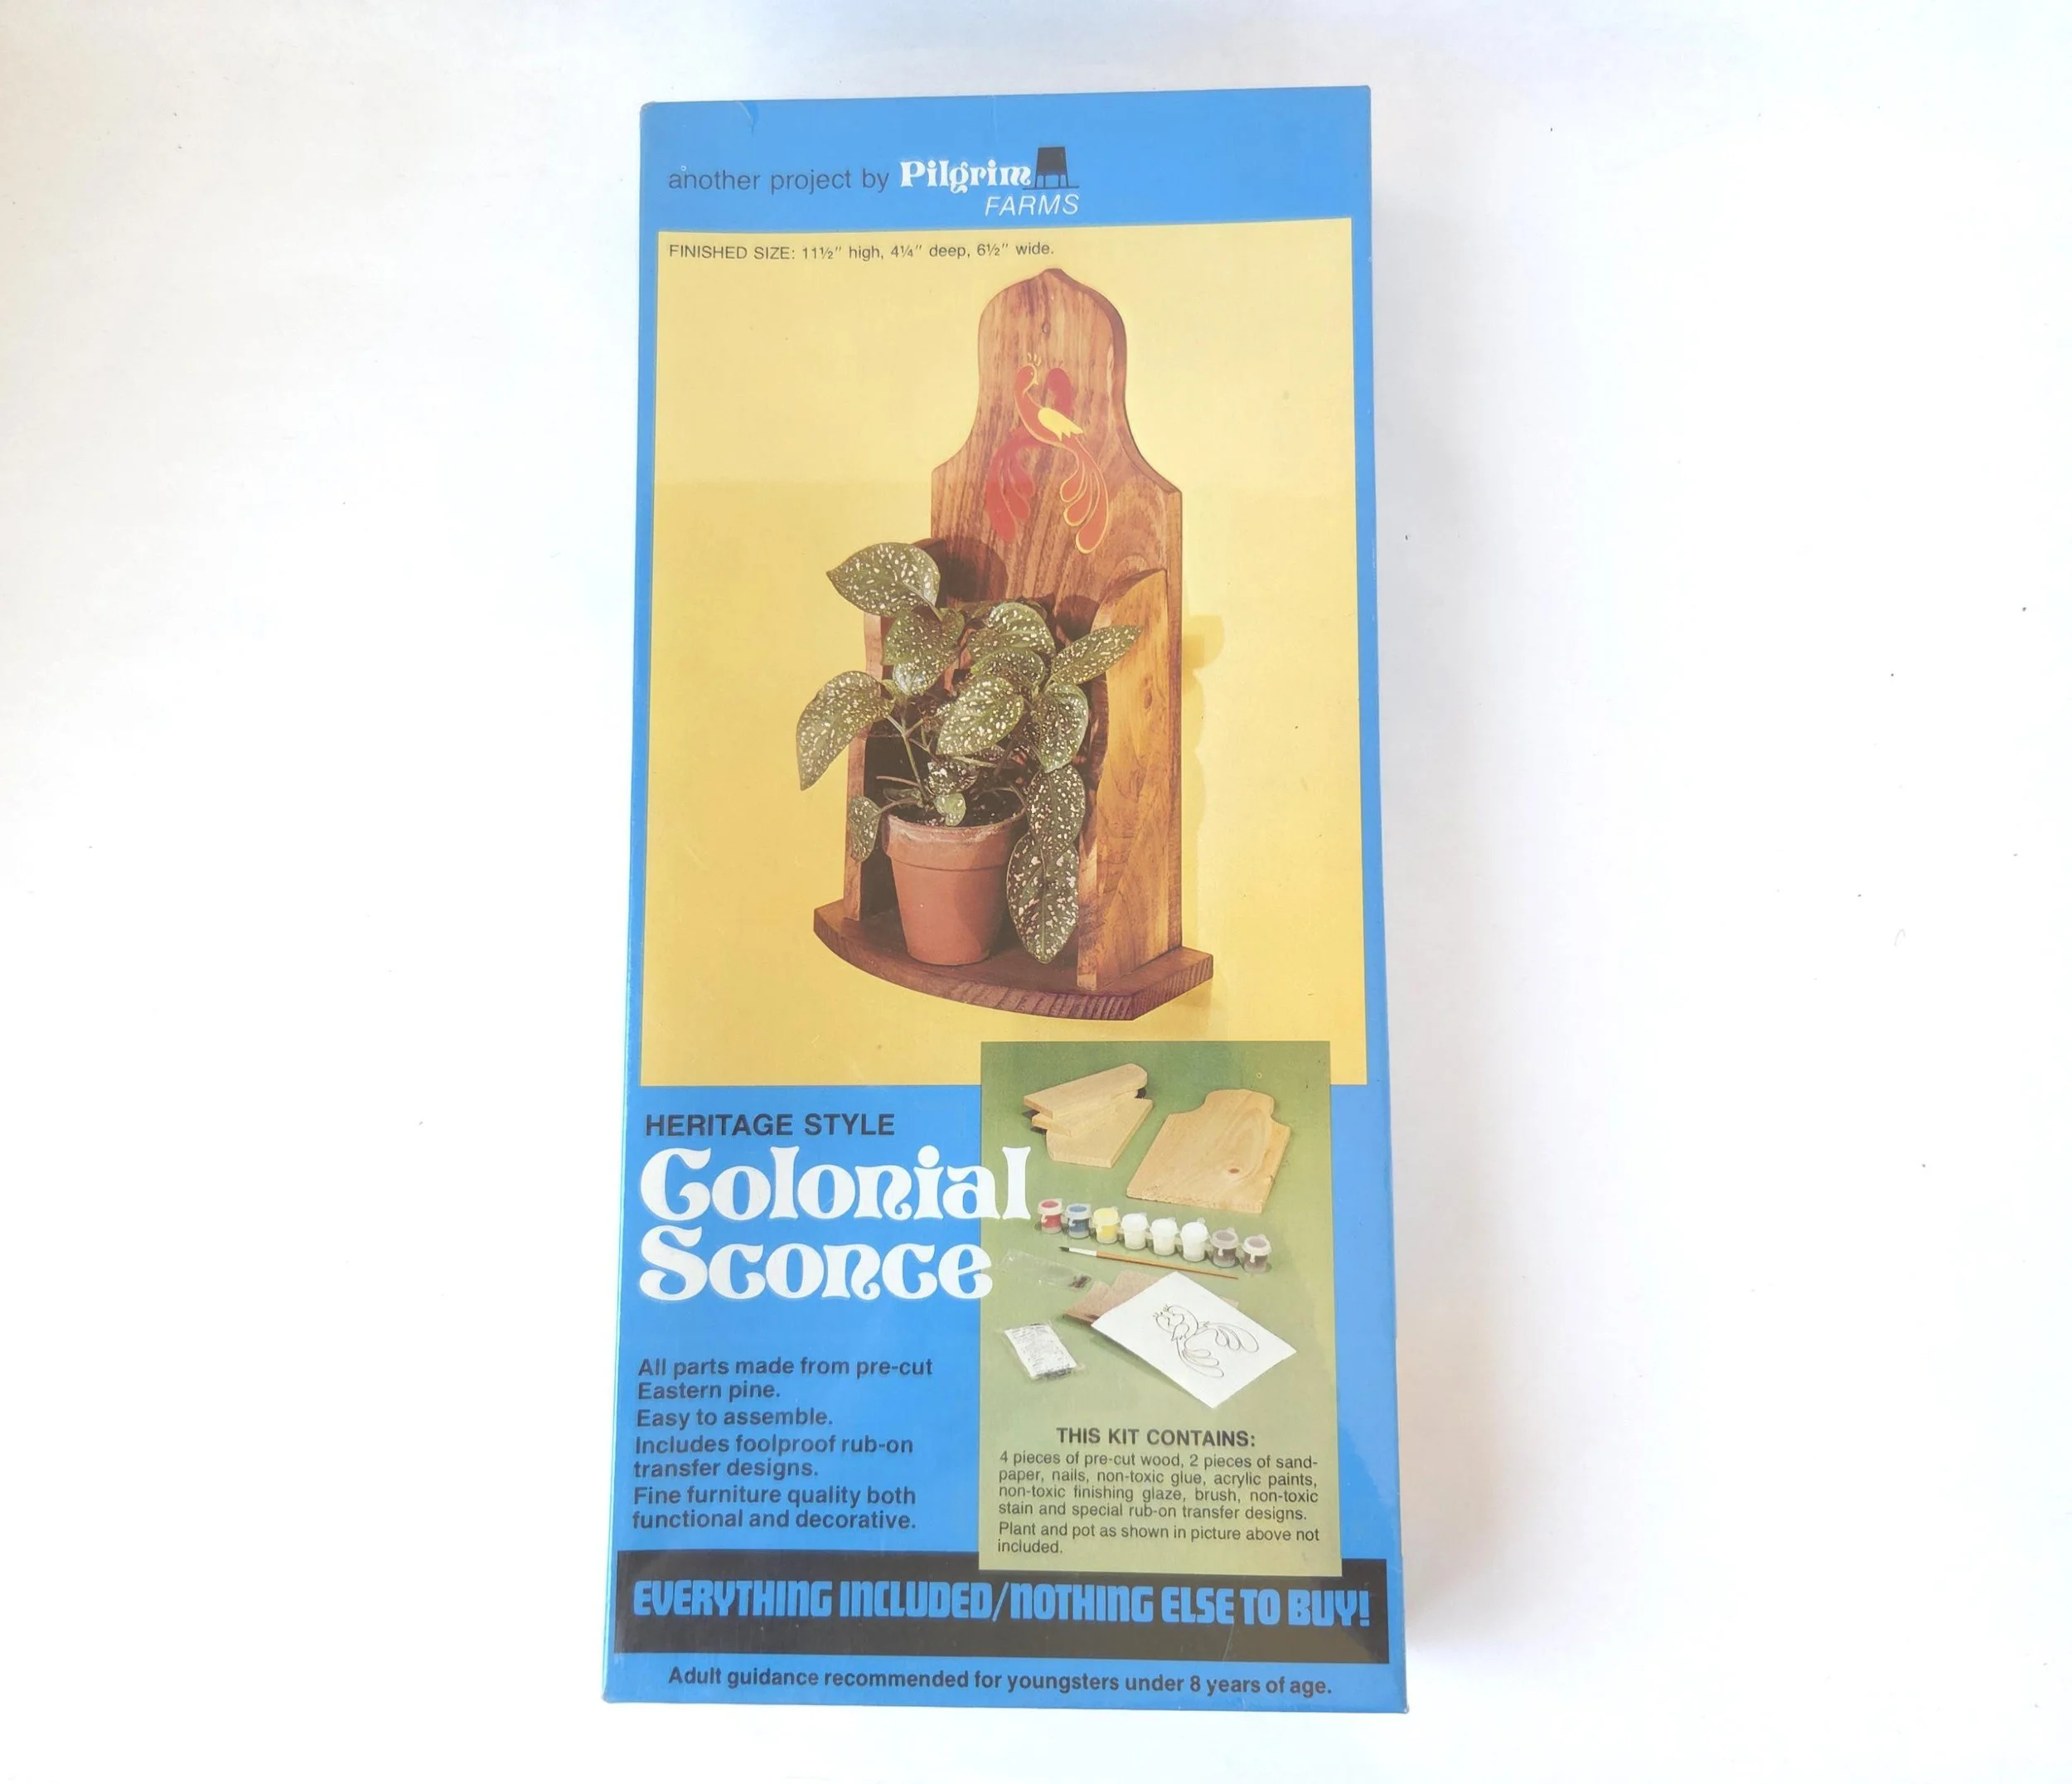 another project by Pilgrim
FARMS
FINISHED SIZE: 11½" high, 4¼" deep, 6½" wide.
HERITAGE STYLE
Colonial
Sconce
All parts made from pre-cut
Eastern pine.
Easy to assemble.
Includes foolproof rub-on
transfer designs.
Fine furniture quality both
functional and decorative.
THIS KIT CONTAINS:
4 pieces of pre-cut wood, 2 pieces of sand-
paper, nails, non-toxic glue, acrylic paints,
non-toxic finishing glaze, brush, non-toxic
stain and special rub-on transfer designs.
Plant and pot as shown in picture above not
included.
EVERYTHING INCLUDED/NOTHING ELSE TO BUY!
Adult guidance recommended for youngsters under 8 years of age.